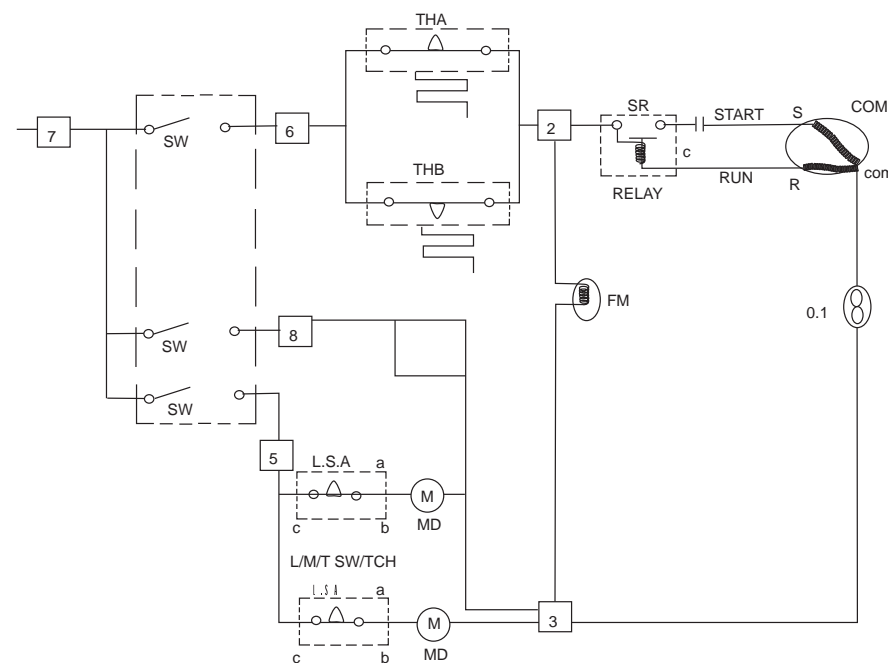 THA
7
SW
6
THB
2
SR
START
S
COM
c
RUN
R
com
RELAY
FM
0.1
8
SW
SW
5
L.S.A
a
M
MD
c
b
L/M/T SW/TCH
L.S.A
a
M
MD
c
b
3